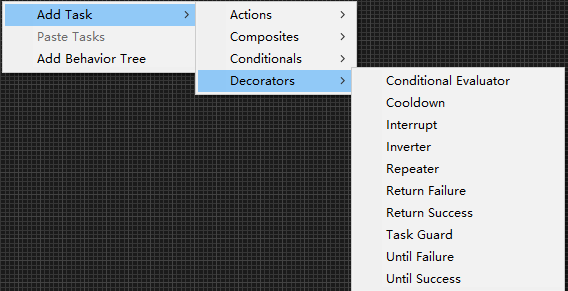 Add Task
Paste Tasks
Add Behavior Tree
Actions
Composites
Conditionals
Decorators
Conditional Evaluator
Cooldown
Interrupt
Inverter
Repeater
Return Failure
Return Success
Task Guard
Until Failure
Until Success